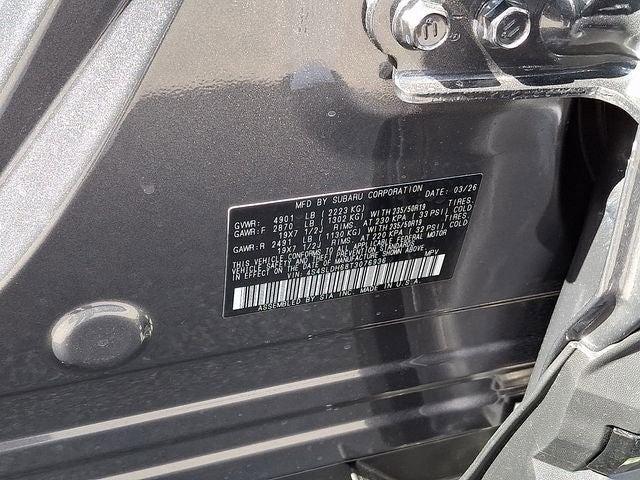 MFD BY SUBARU CORPORATION DATE: 03/26
GVWR: 4901 LB (2223 KG)
GAWR:F 2870 LB (1302 KG) WITH 235/50R19 TIRES.
19X7 1/2J RIMS, AT 230 KPA (33 PSI) COLD
GAWR:R 2491 LB (1130 KG) WITH 235/50R19 TIRES.
19X7 1/2J RIMS, AT 220 KPA (32 PSI) COLD
THIS VEHICLE CONFORMS TO ALL APPLICABLE FEDERAL MOTOR
VEHICLE SAFETY AND BUMPER STANDARDS
IN EFFECT ON THE DATE OF MANUFACTURE SHOWN ABOVE.
VIN: 4S4SLDH68T3076936 MPV
ASSEMBLED BY SIA INC. MADE IN U.S.A.